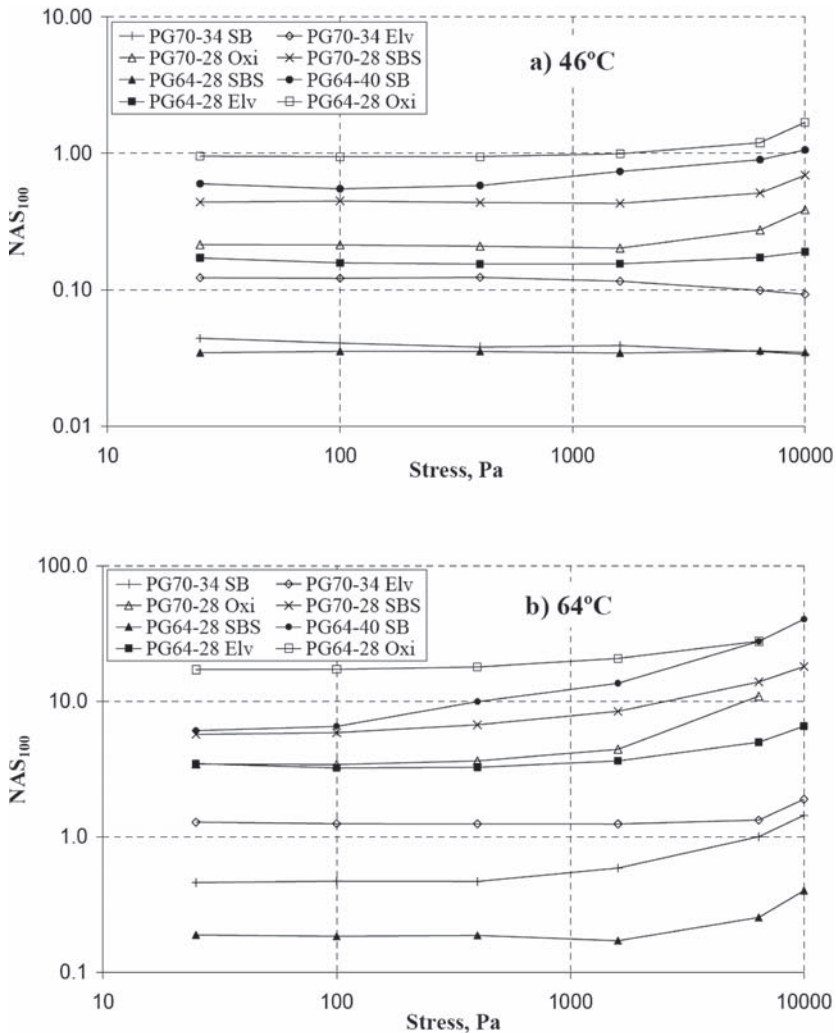 10.00
PG70-34 SB PG70-34 Elv
PG70-28 Oxi PG70-28 SBS
PG64-28 SBS PG64-40 SB
PG64-28 Elv PG64-28 Oxi
a) 46ºC
1.00
NAS100
0.10
0.01
10 100 1000 10000
Stress, Pa
100.0
PG70-34 SB PG70-34 Elv
PG70-28 Oxi PG70-28 SBS
PG64-28 SBS PG64-40 SB
PG64-28 Elv PG64-28 Oxi
b) 64ºC
10.0
NAS100
1.0
0.1
10 100 1000 10000
Stress, Pa